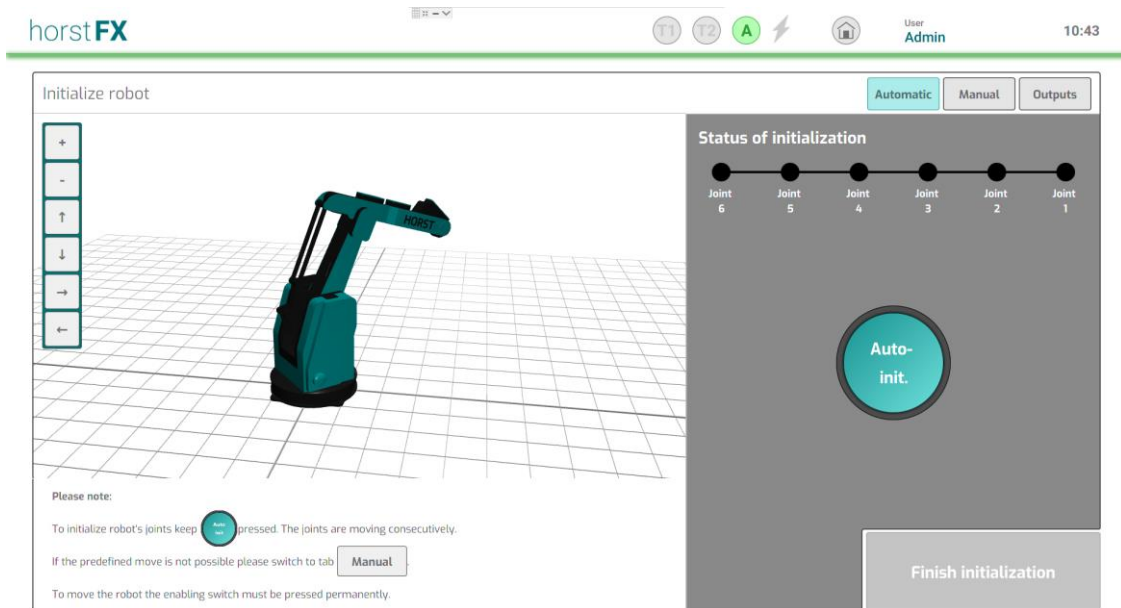 horstFX
T1 T2 A
User
Admin
10:43
Initialize robot
Automatic
Manual
Outputs
+
-
↑
↓
→
←
HORST
Status of initialization
Joint 6
Joint 5
Joint 4
Joint 3
Joint 2
Joint 1
Auto-
init.
Please note:
To initialize robot's joints keep Auto init. pressed. The joints are moving consecutively.
If the predefined move is not possible please switch to tab Manual .
To move the robot the enabling switch must be pressed permanently.
Finish initialization